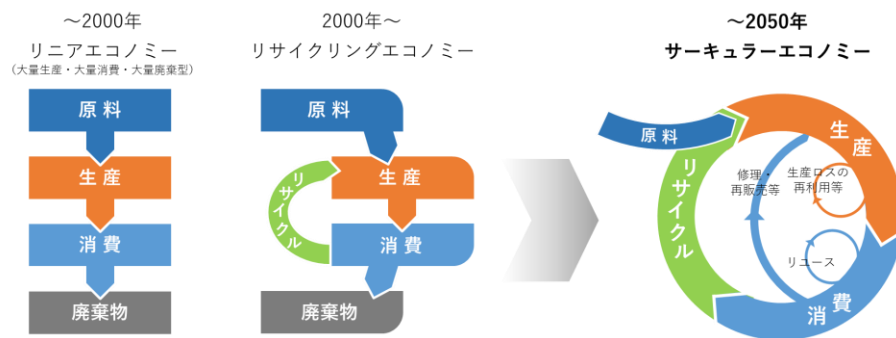 ～2000年
リニアエコノミー
（大量生産・大量消費・大量廃棄型）
原料
生産
消費
廃棄物
2000年～
リサイクリングエコノミー
原料
生産
リサイクル
消費
廃棄物
～2050年
サーキュラーエコノミー
原料
生産
リサイクル
修理・
再販売等
生産ロスの
再利用等
リユース
消費